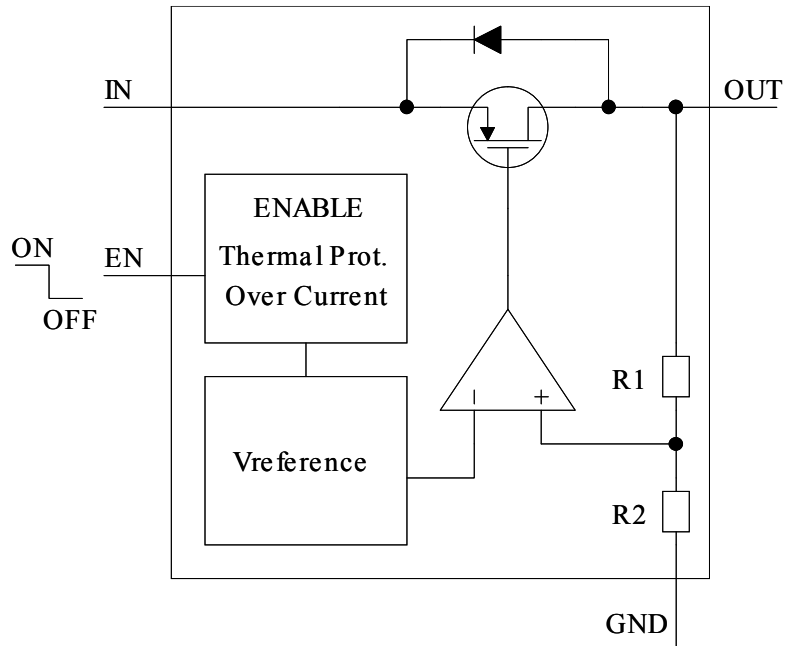 IN
OUT
ENABLE
Thermal Prot.
Over Current
ON
OFF
EN
R1
− +
Vreference
R2
GND